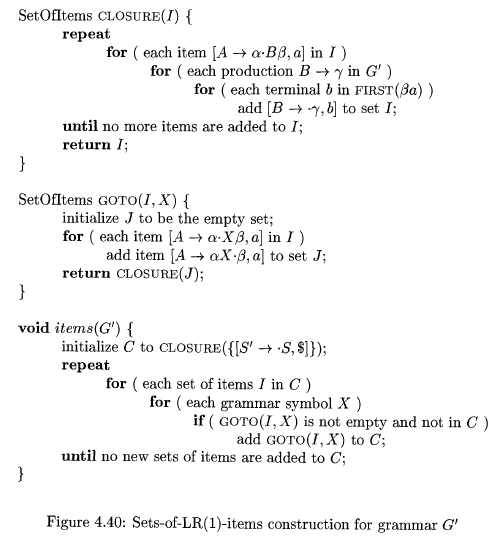 SetOfItems CLOSURE(I) {
repeat
for ( each item [A → α·Bβ, a] in I )
for ( each production B → γ in G′ )
for ( each terminal b in FIRST(βa) )
add [B → ·γ, b] to set I;
until no more items are added to I;
return I;
}
SetOfItems GOTO(I, X) {
initialize J to be the empty set;
for ( each item [A → α·Xβ, a] in I )
add item [A → αX·β, a] to set J;
return CLOSURE(J);
}
void items(G′) {
initialize C to CLOSURE({[S′ → ·S, $]});
repeat
for ( each set of items I in C )
for ( each grammar symbol X )
if ( GOTO(I, X) is not empty and not in C )
add GOTO(I, X) to C;
until no new sets of items are added to C;
}
Figure 4.40: Sets-of-LR(1)-items construction for grammar G′